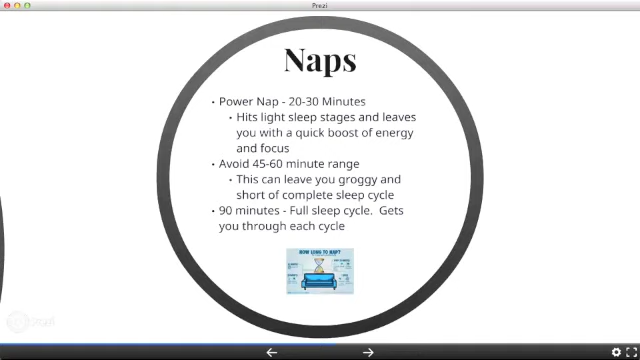 Prezi
Naps
• Power Nap - 20-30 Minutes
• Hits light sleep stages and leaves
you with a quick boost of energy
and focus
• Avoid 45-60 minute range
• This can leave you groggy and
short of complete sleep cycle
• 90 minutes - Full sleep cycle.  Gets
you through each cycle
HOW LONG TO NAP?
Prezi